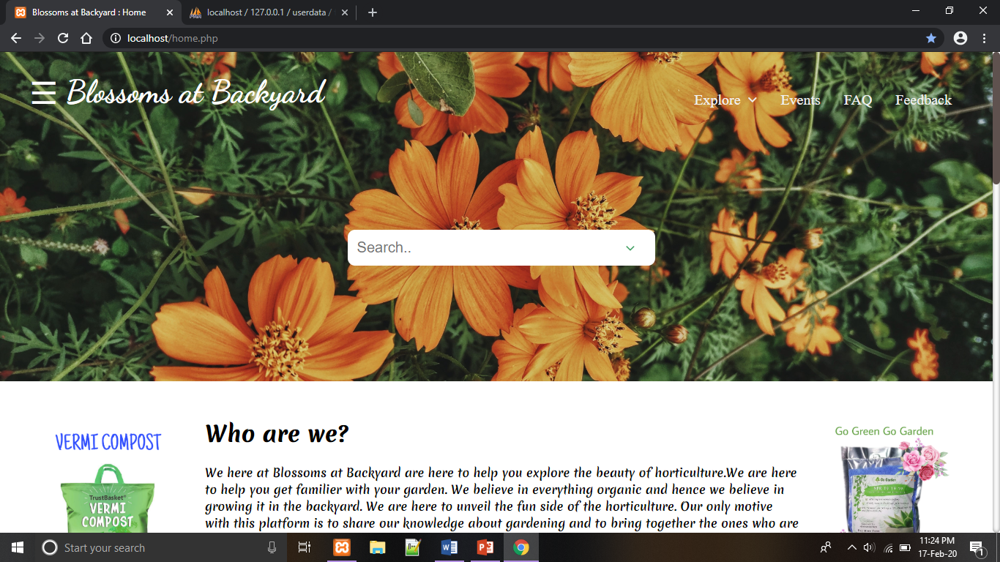 Blossoms at Backyard : Home
localhost / 127.0.0.1 / userdata /
localhost/home.php
Blossoms at Backyard
Explore Events FAQ Feedback
Search..
VERMI COMPOST
TrustBasket
VERMI
COMPOST
Who are we?
We here at Blossoms at Backyard are here to help you explore the beauty of horticulture.We are here
to help you get familier with your garden. We believe in everything organic and hence we believe in
growing it in the backyard. We are here to unveil the fun side of the horticulture. Our only motive
with this platform is to share our knowledge about gardening and to bring together the ones who are
Go Green Go Garden
Go Garden
Start your search
11:24 PM
17-Feb-20
1